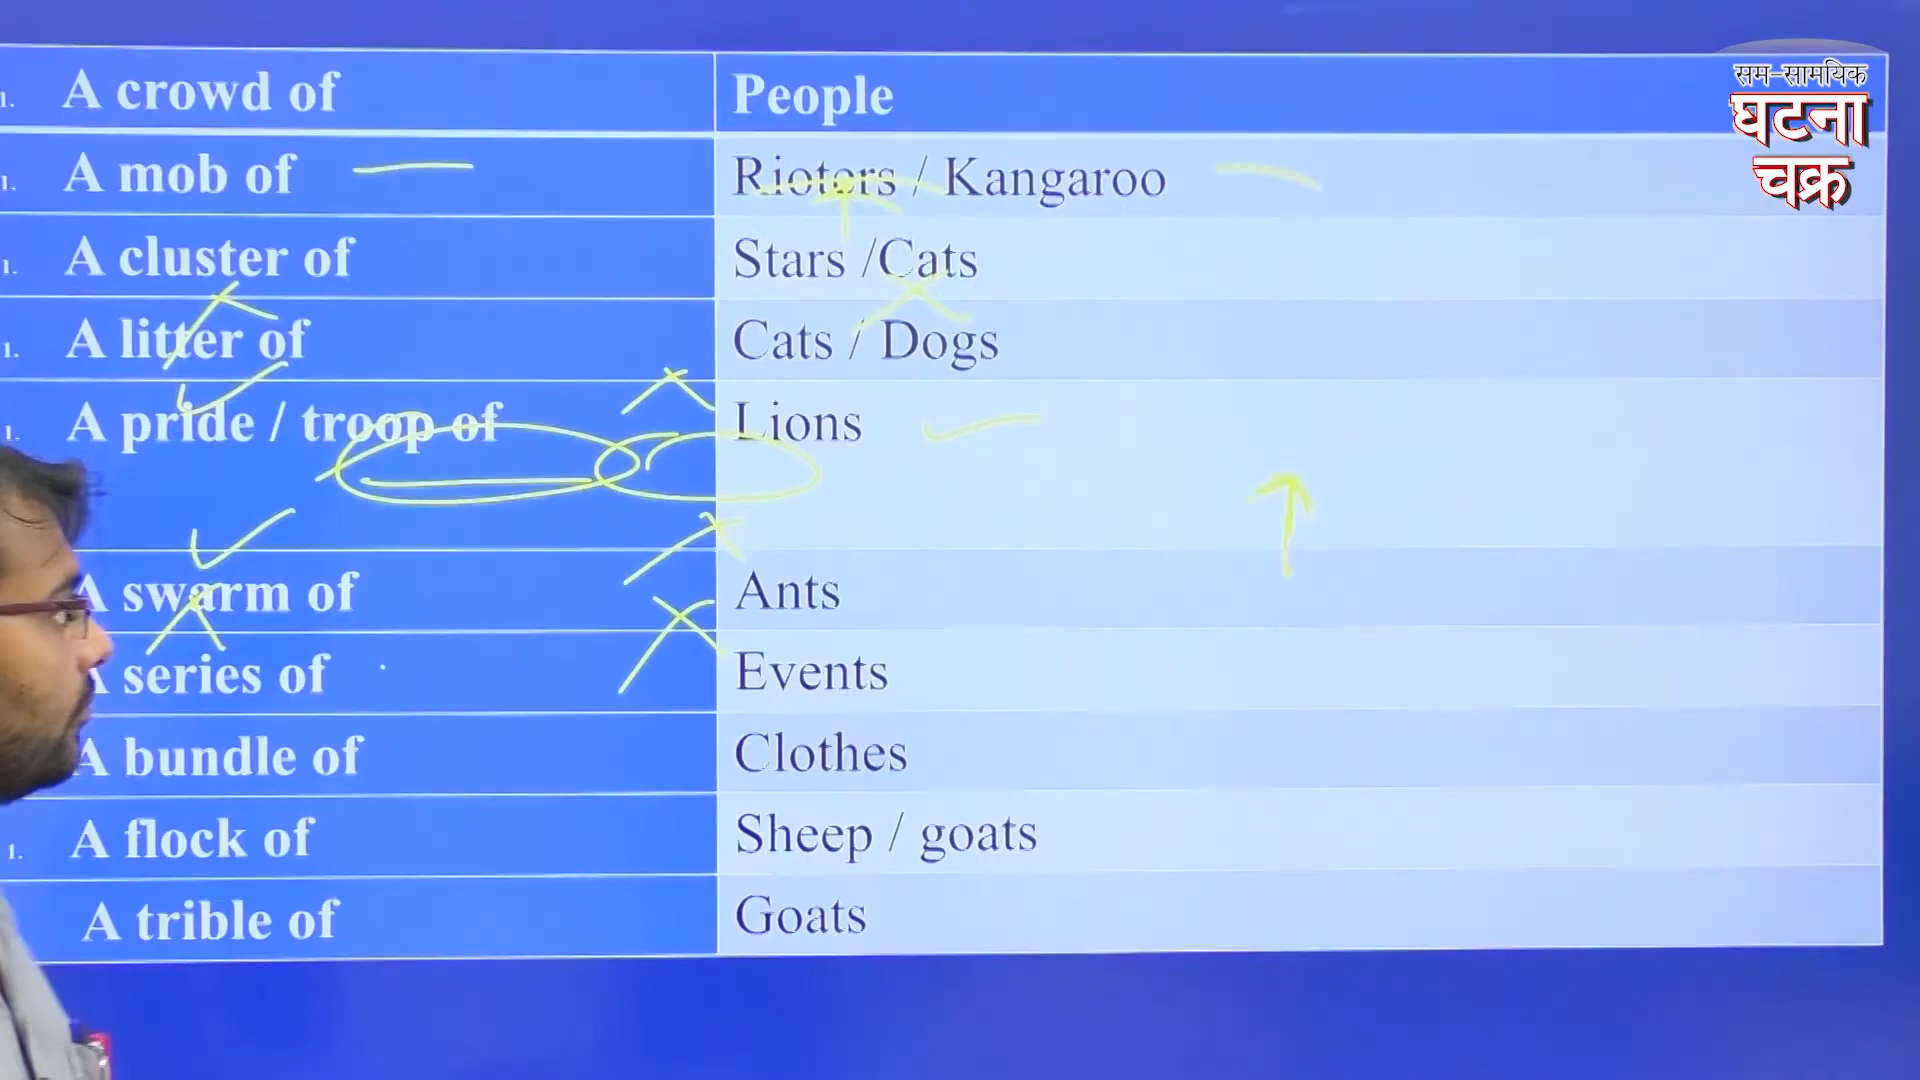 सम-सामयिक
घटना
चक्र
1. A crowd of People
1. A mob of Rioters / Kangaroo
1. A cluster of Stars /Cats
1. A litter of Cats / Dogs
1. A pride / troop of Lions
A swarm of Ants
A series of Events
A bundle of Clothes
1. A flock of Sheep / goats
A trible of Goats